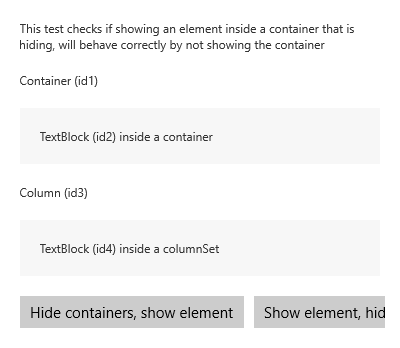 This test checks if showing an element inside a container that is
hiding, will behave correctly by not showing the container
Container (id1)
TextBlock (id2) inside a container
Column (id3)
TextBlock (id4) inside a columnSet
Hide containers, show element
Show element, hid